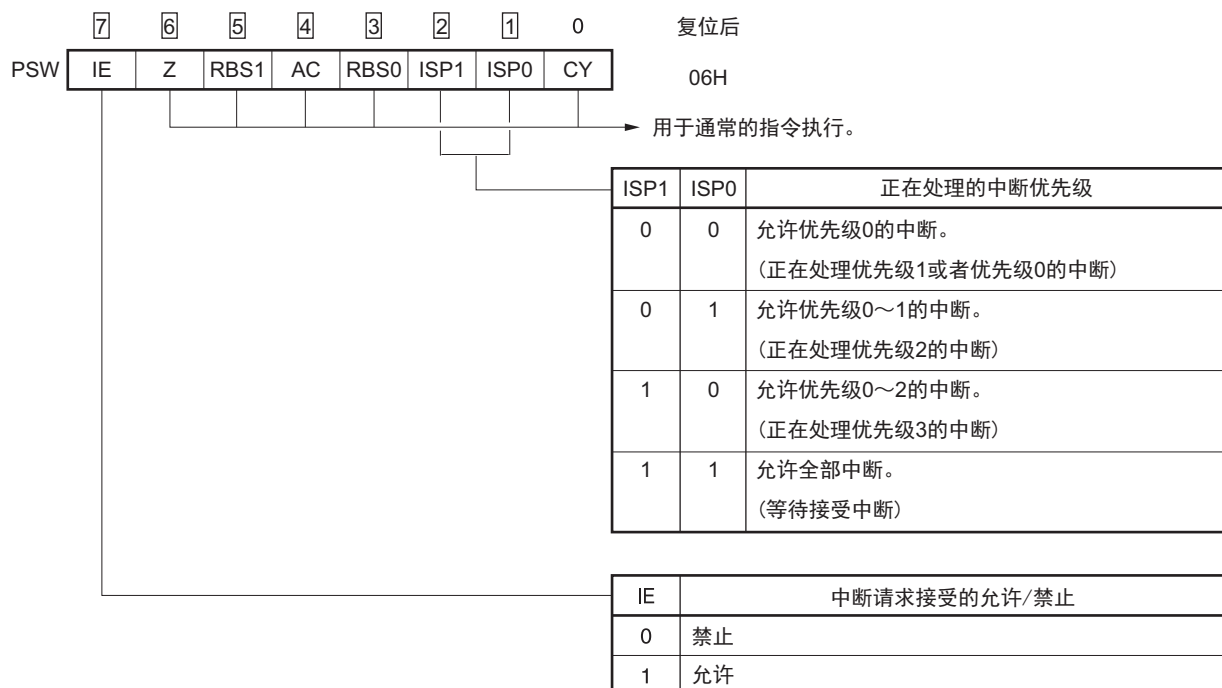 7 6 5 4 3 2 1 0 复位后
PSW IE Z RBS1 AC RBS0 ISP1 ISP0 CY 06H
用于通常的指令执行。
ISP1 ISP0 正在处理的中断优先级
0 0 允许优先级0的中断。
(正在处理优先级1或者优先级0的中断)
0 1 允许优先级0～1的中断。
(正在处理优先级2的中断)
1 0 允许优先级0～2的中断。
(正在处理优先级3的中断)
1 1 允许全部中断。
(等待接受中断)
IE 中断请求接受的允许/禁止
0 禁止
1 允许